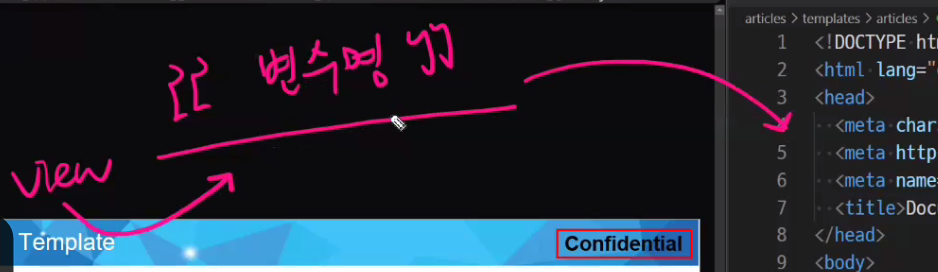 {{ 변수명 }}
view
Template
Confidential
articles > templates > articles >
1 <!DOCTYPE ht
2 <html lang="
3 <head>
<meta char
5 <meta http
6 <meta name=
7 <title>Doc
8 </head>
9 <body>